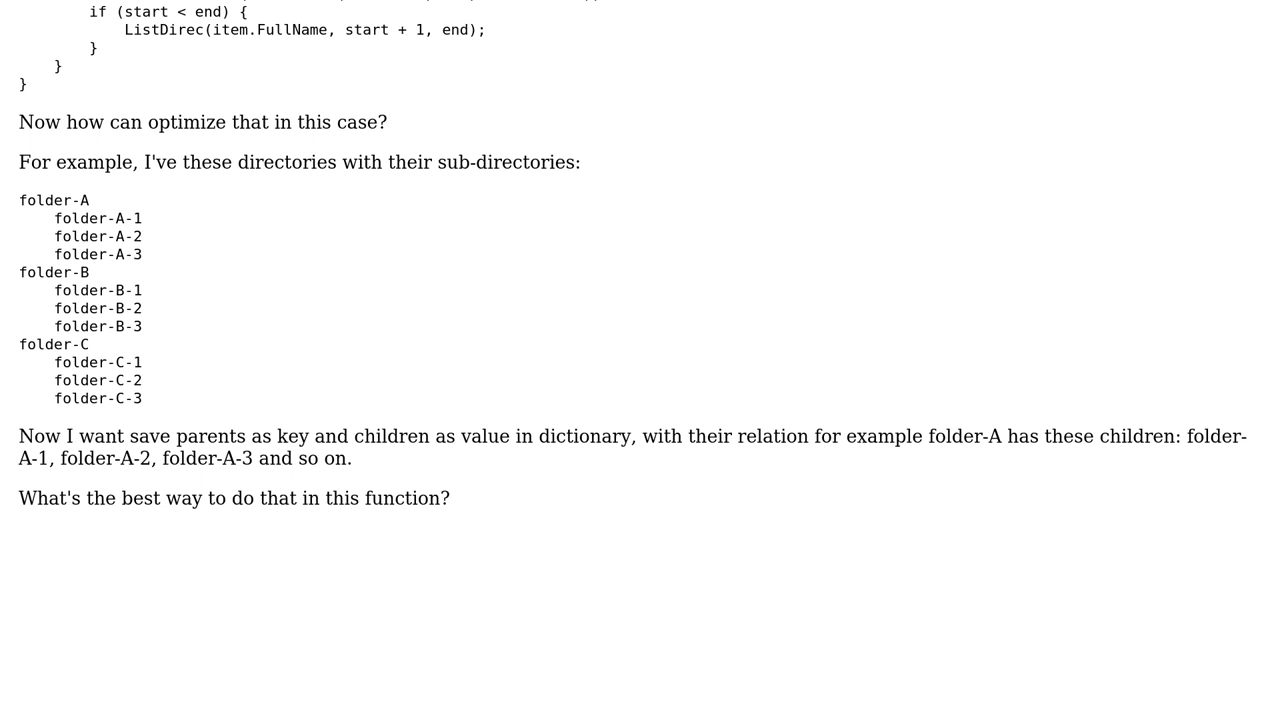 if (start < end) {
ListDirec(item.FullName, start + 1, end);
}
}
}
Now how can optimize that in this case?
For example, I've these directories with their sub-directories:
folder-A
folder-A-1
folder-A-2
folder-A-3
folder-B
folder-B-1
folder-B-2
folder-B-3
folder-C
folder-C-1
folder-C-2
folder-C-3
Now I want save parents as key and children as value in dictionary, with their relation for example folder-A has these children: folder-
A-1, folder-A-2, folder-A-3 and so on.
What's the best way to do that in this function?